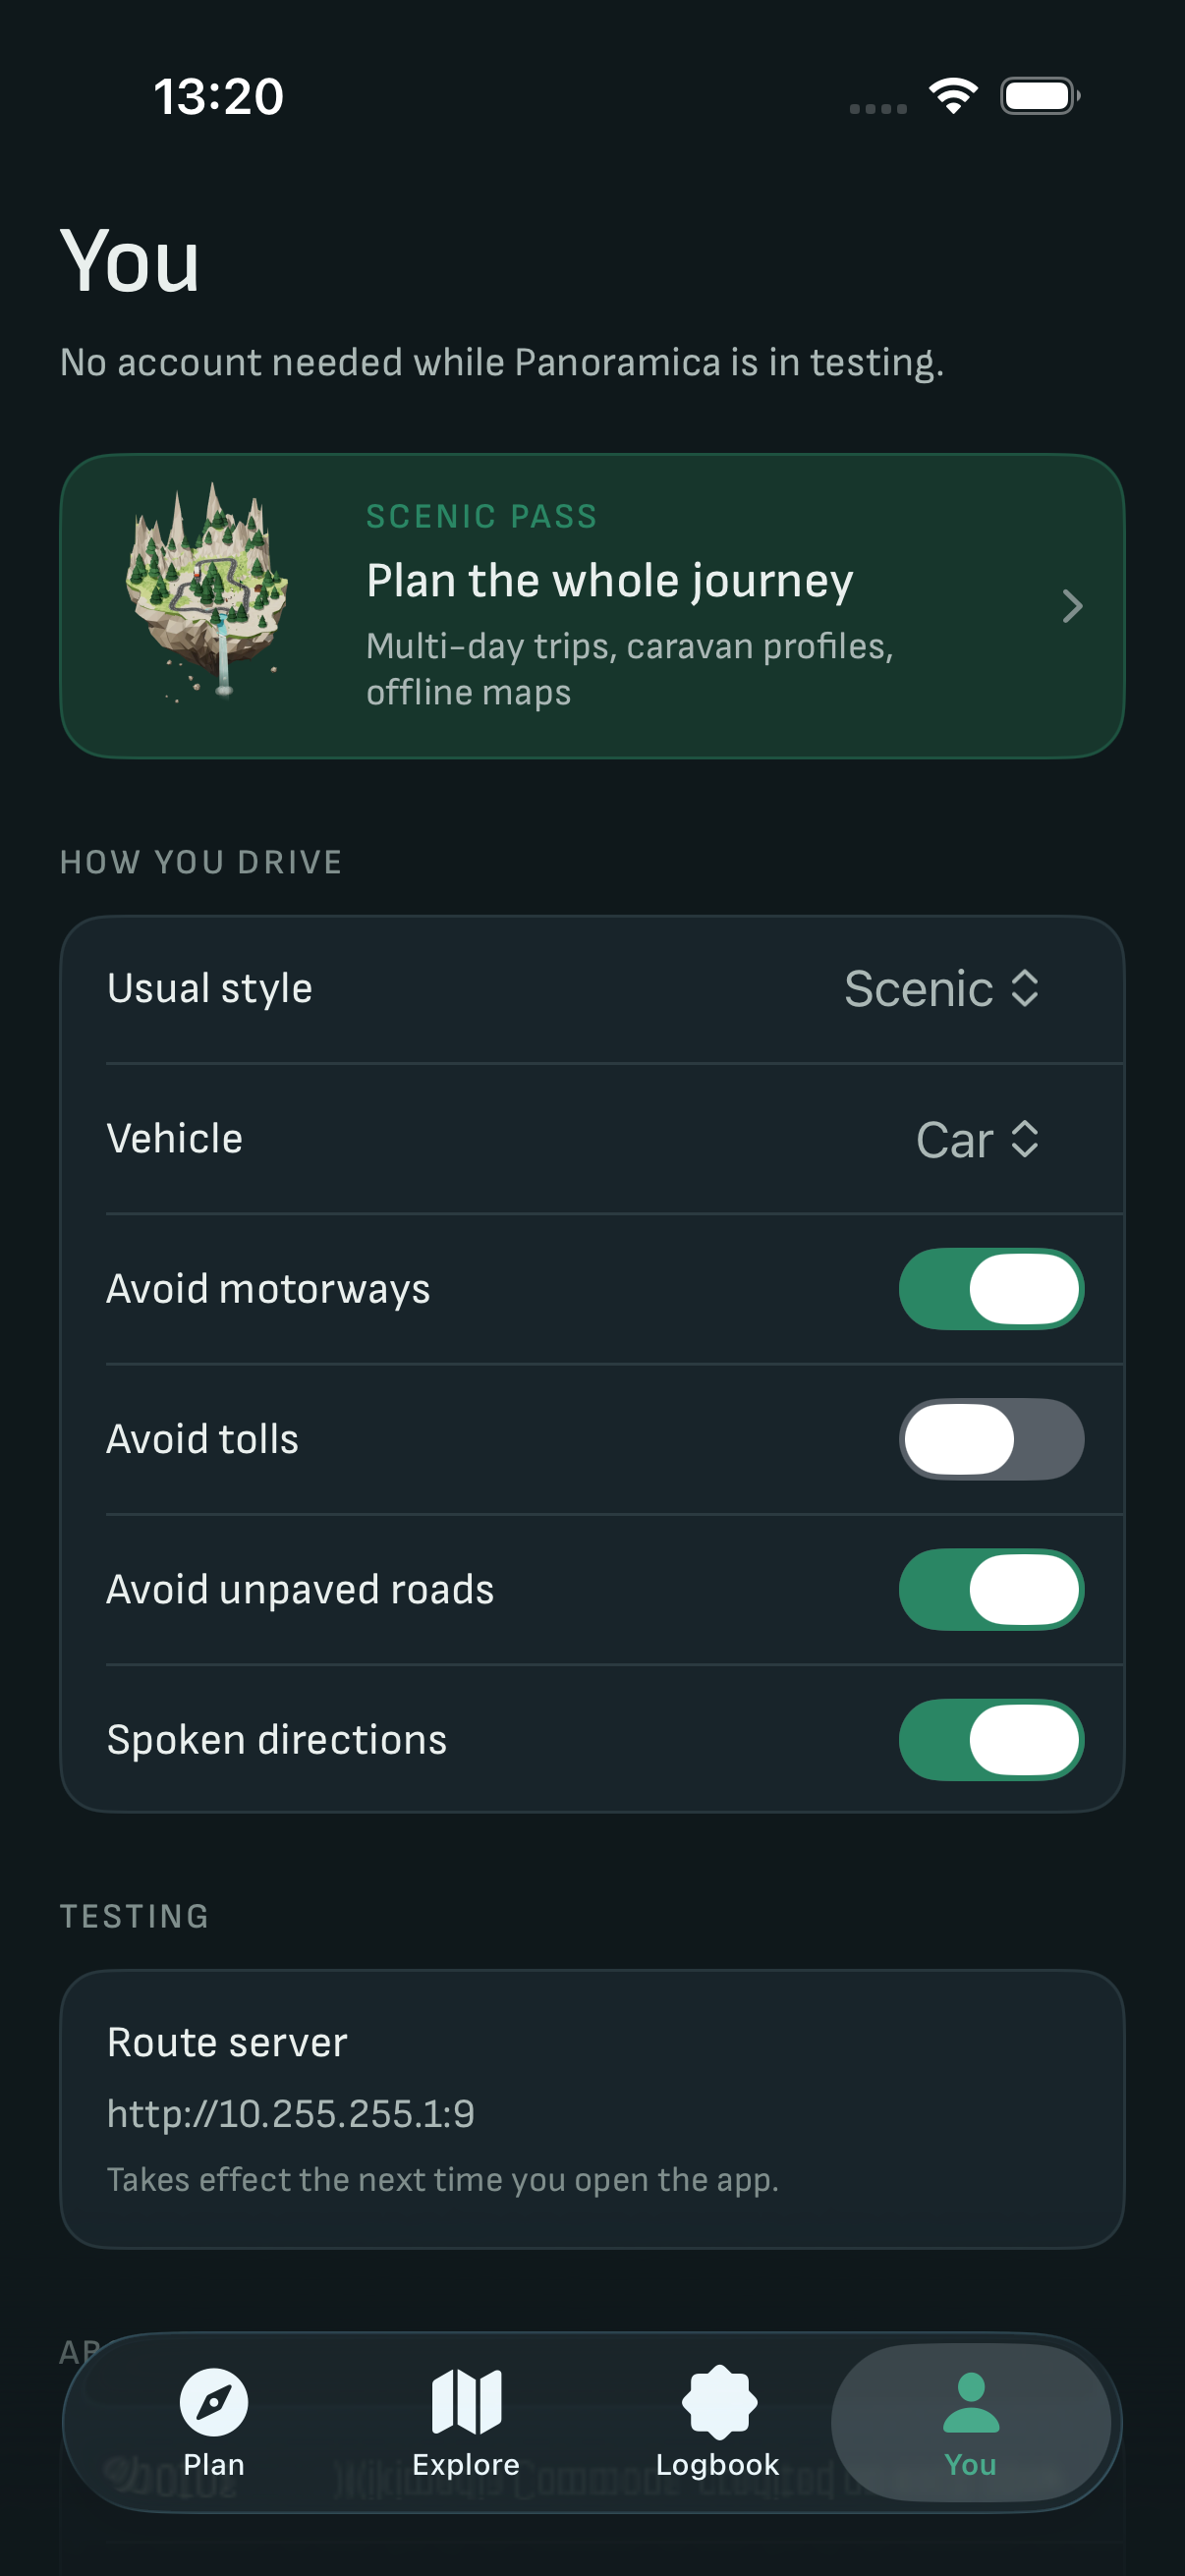 13:20
You
No account needed while Panoramica is in testing.
SCENIC PASS
Plan the whole journey
Multi-day trips, caravan profiles,
offline maps
HOW YOU DRIVE
Usual style
Scenic
Vehicle
Car
Avoid motorways
Avoid tolls
Avoid unpaved roads
Spoken directions
TESTING
Route server
http://10.255.255.1:9
Takes effect the next time you open the app.
Plan
Explore
Logbook
You